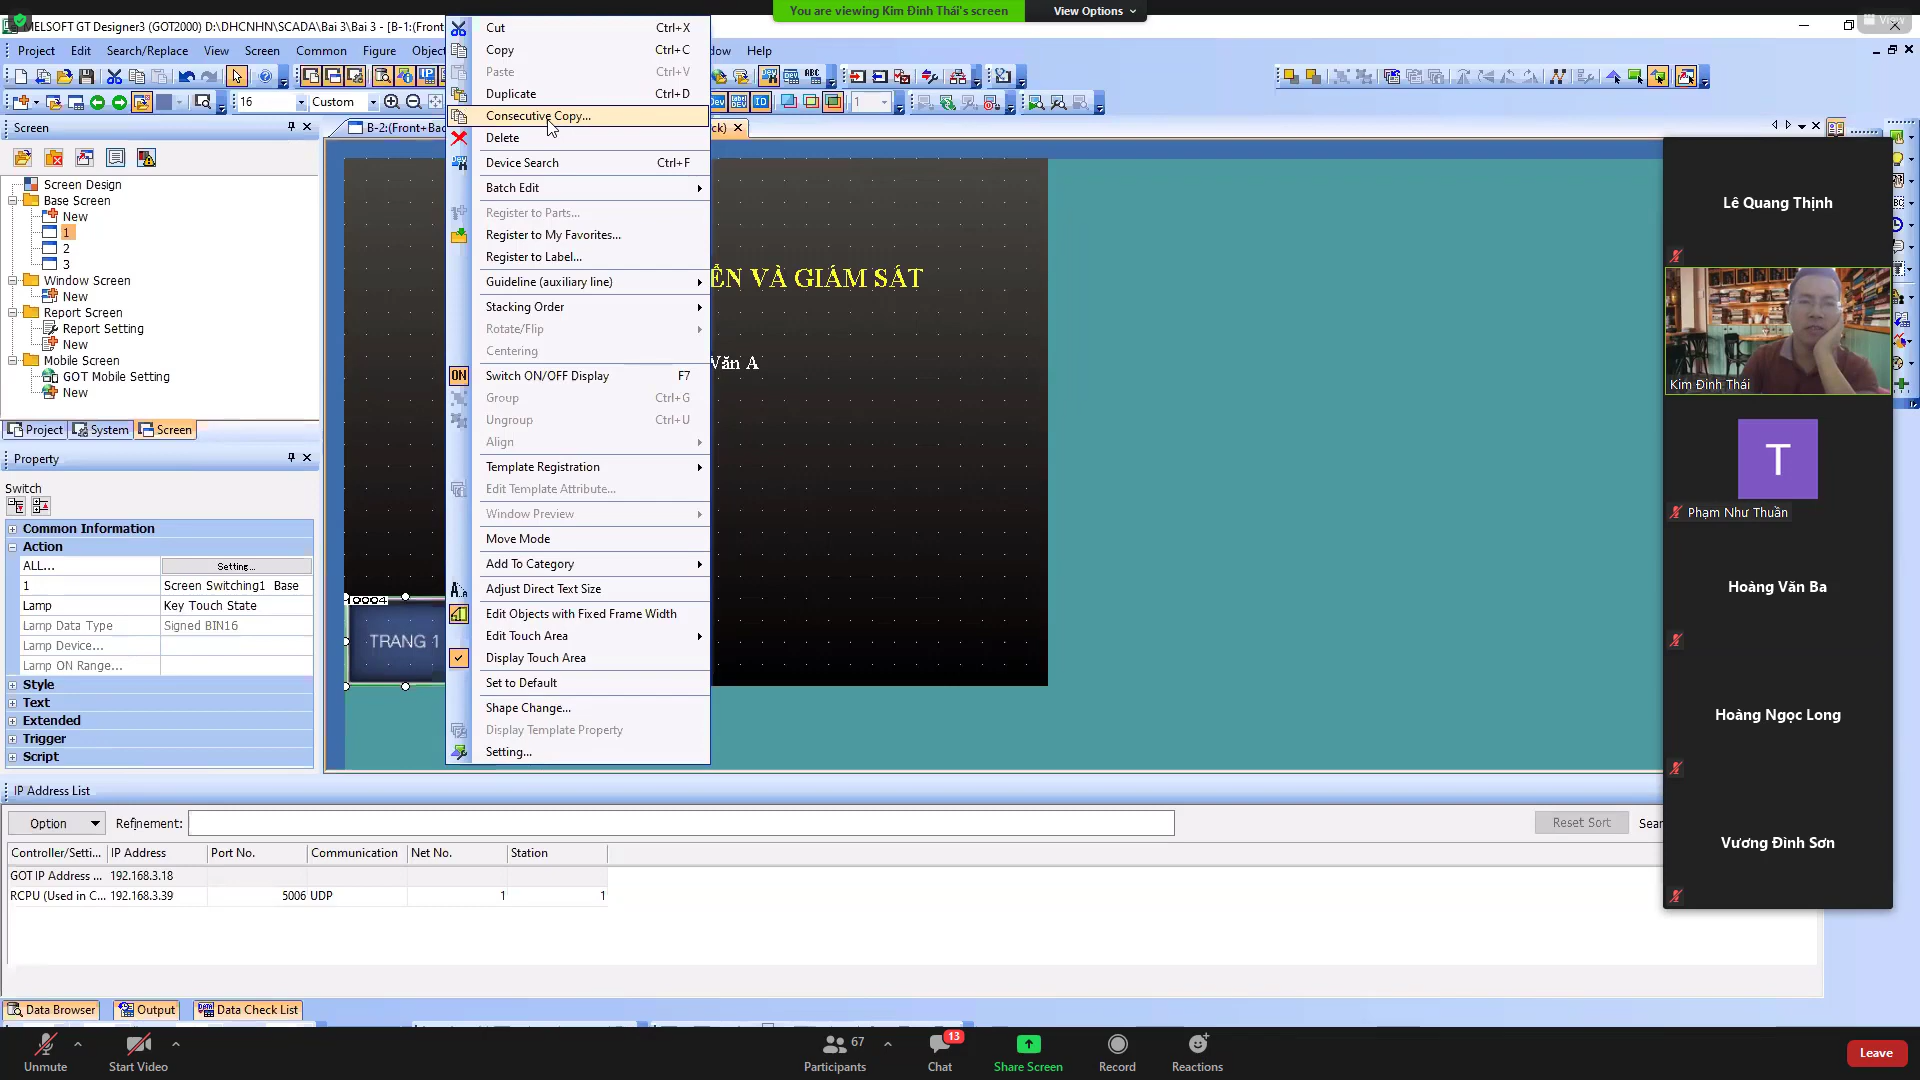 You are viewing Kim Đình Thái's screen
View Options
MELSOFT GT Designer3 (GOT2000) D:\DHCNHN\SCADA\Bai 3\Bai 3 - [B-1:(Front
Project Edit Search/Replace View Screen Common Figure Object
Help
16 Custom
Dev ID 1
Screen
B-2:(Front+Bac
ck)
Screen Design
Base Screen
New
1
2
3
Window Screen
New
Report Screen
Report Setting
New
Mobile Screen
GOT Mobile Setting
New
Project System Screen
Property
Switch
Common Information
Action
ALL... Setting...
1 Screen Switching1 Base
Lamp Key Touch State
Lamp Data Type Signed BIN16
Lamp Device...
Lamp ON Range...
Style
Text
Extended
Trigger
Script
Cut Ctrl+X
Copy Ctrl+C
Paste Ctrl+V
Duplicate Ctrl+D
Consecutive Copy...
Delete
Device Search Ctrl+F
Batch Edit
Register to Parts...
Register to My Favorites...
Register to Label...
Guideline (auxiliary line)
Stacking Order
Rotate/Flip
Centering
ON Switch ON/OFF Display F7
Group Ctrl+G
Ungroup Ctrl+U
Align
Template Registration
Edit Template Attribute...
Window Preview
Move Mode
Add To Category
Adjust Direct Text Size
Edit Objects with Fixed Frame Width
Edit Touch Area
Display Touch Area
Set to Default
Shape Change...
Display Template Property
Setting...
ỂN VÀ GIÁM SÁT
Văn A
10004
TRANG 1
IP Address List
Option Refinement: Reset Sort Sear
Controller/Setti... IP Address Port No. Communication Net No. Station
GOT IP Address ... 192.168.3.18
RCPU (Used in C... 192.168.3.39 5006 UDP 1 1
Data Browser Output Data Check List
Lê Quang Thịnh
Kim Đình Thái
T
Phạm Như Thuần
Hoàng Văn Ba
Hoàng Ngọc Long
Vương Đình Sơn
Unmute Start Video 67 Participants 13 Chat Share Screen Record Reactions Leave